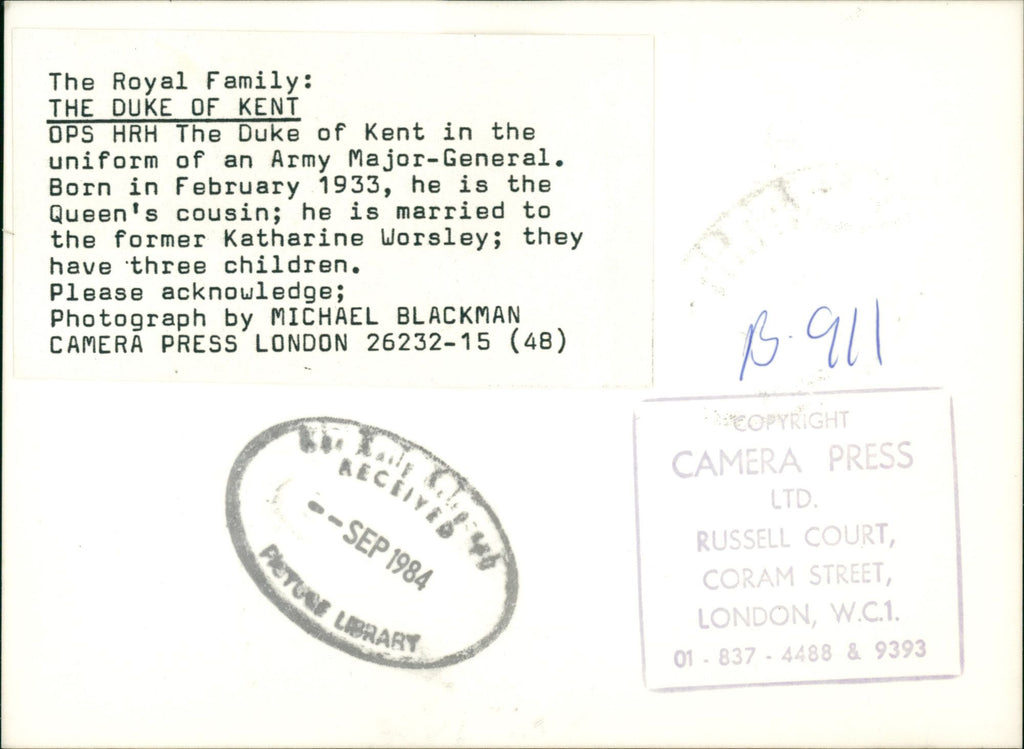 The Royal Family:
THE DUKE OF KENT
OPS HRH The Duke of Kent in the
uniform of an Army Major-General.
Born in February 1933, he is the
Queen's cousin; he is married to
the former Katharine Worsley; they
have three children.
Please acknowledge;
Photograph by MICHAEL BLACKMAN
CAMERA PRESS LONDON 26232-15 (48)
B.911
COPYRIGHT
CAMERA PRESS
LTD.
RUSSELL COURT,
CORAM STREET,
LONDON, W.C.1.
01 - 837 - 4488 & 9393
The Daily Telegraph
RECEIVED
--SEP 1984
PICTURE LIBRARY